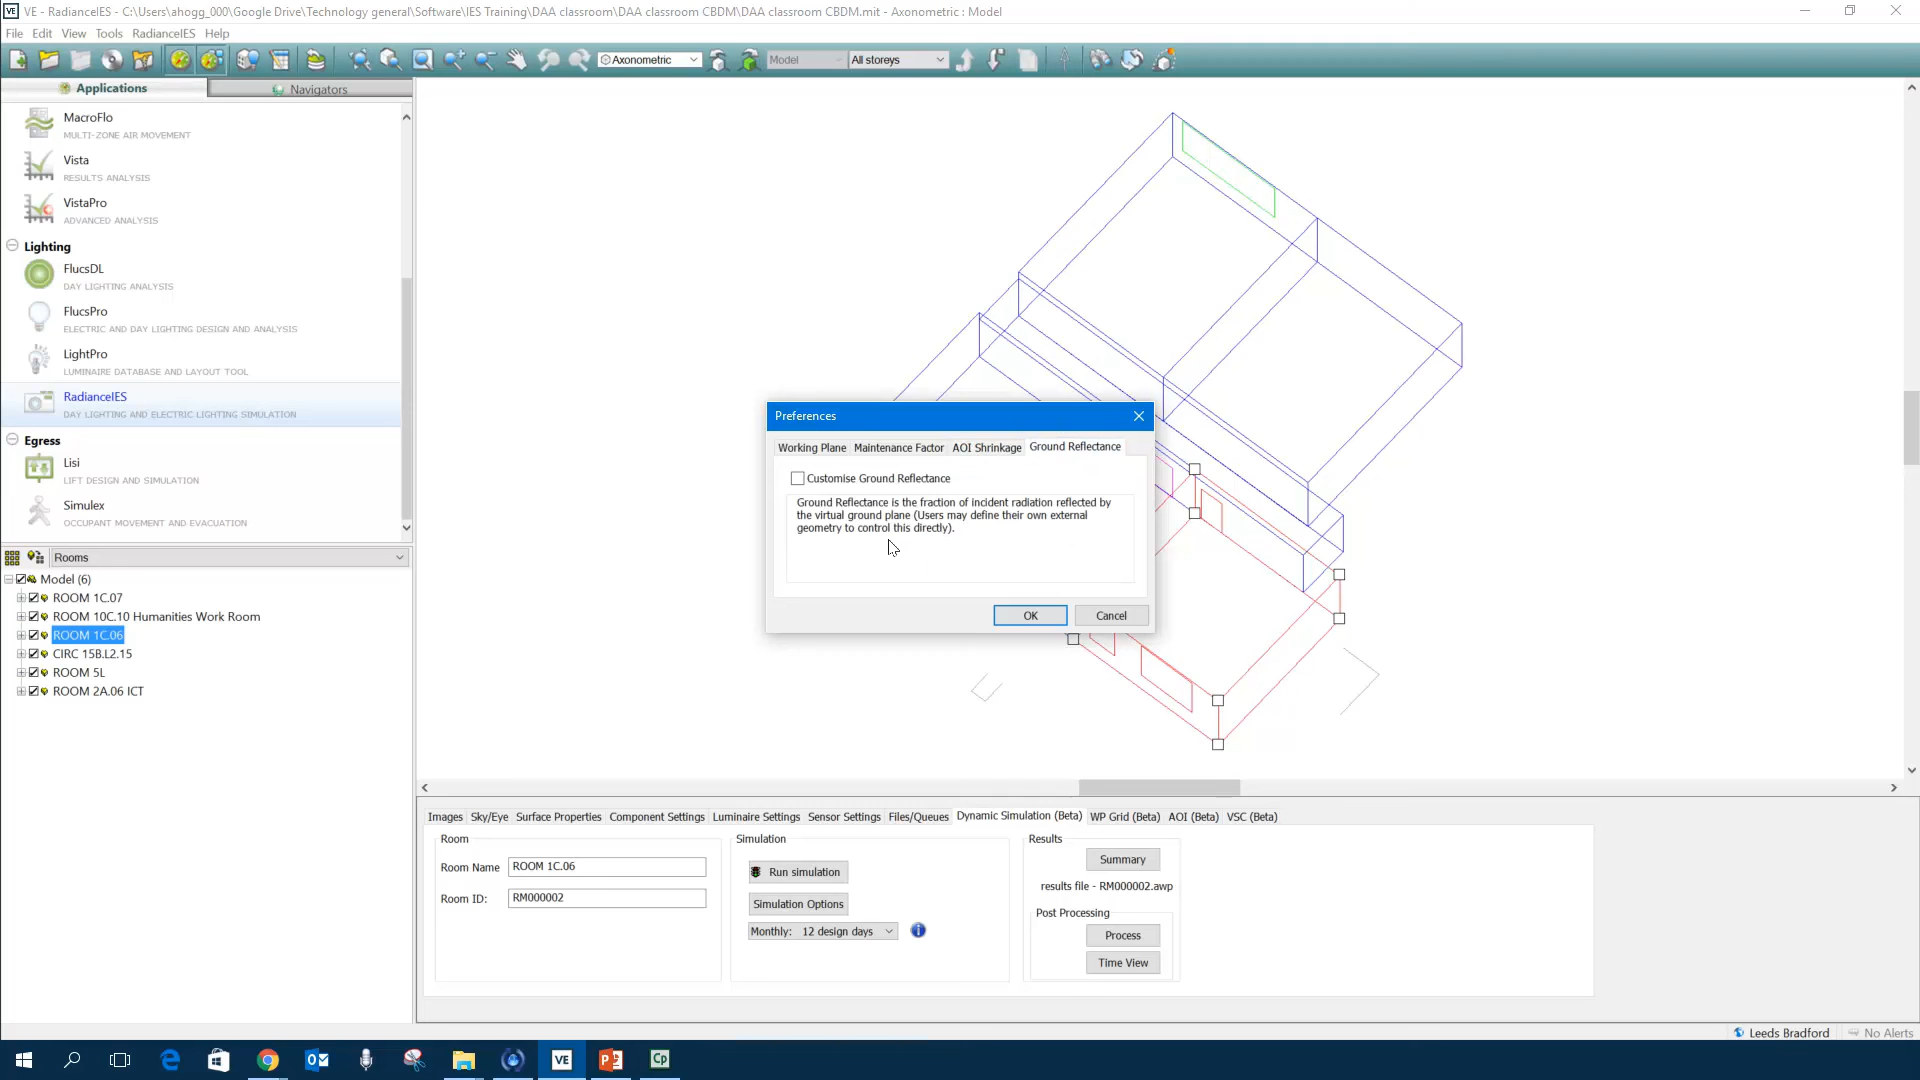 VE VE - RadianceIES - C:\Users\ahogg_000\Google Drive\Technology general\Software\IES Training\DAA classroom\DAA classroom CBDM\DAA classroom CBDM.mit - Axonometric : Model
File Edit View Tools RadianceIES Help
Axonometric Model All storeys
Applications Navigators
MacroFlo
MULTI-ZONE AIR MOVEMENT
Vista
RESULTS ANALYSIS
VistaPro
ADVANCED ANALYSIS
Lighting
FlucsDL
DAY LIGHTING ANALYSIS
FlucsPro
ELECTRIC AND DAY LIGHTING DESIGN AND ANALYSIS
LightPro
LUMINAIRE DATABASE AND LAYOUT TOOL
RadianceIES
DAY LIGHTING AND ELECTRIC LIGHTING SIMULATION
Egress
Lisi
LIFT DESIGN AND SIMULATION
Simulex
OCCUPANT MOVEMENT AND EVACUATION
Rooms
Model (6)
ROOM 1C.07
ROOM 10C.10 Humanities Work Room
ROOM 1C.06
CIRC 15B.L2.15
ROOM 5L
ROOM 2A.06 ICT
Preferences
Working Plane Maintenance Factor AOI Shrinkage Ground Reflectance
Customise Ground Reflectance
Ground Reflectance is the fraction of incident radiation reflected by
the virtual ground plane (Users may define their own external
geometry to control this directly).
OK Cancel
Images Sky/Eye Surface Properties Component Settings Luminaire Settings Sensor Settings Files/Queues Dynamic Simulation (Beta) WP Grid (Beta) AOI (Beta) VSC (Beta)
Room
Room Name ROOM 1C.06
Room ID: RM000002
Simulation
Run simulation
Simulation Options
Monthly: 12 design days
Results
Summary
results file - RM000002.awp
Post Processing
Process
Time View
Leeds Bradford No Alerts
VE Cp